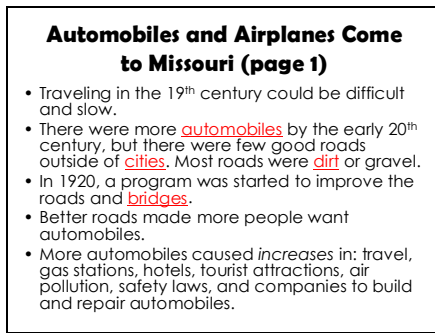 Automobiles and Airplanes Come
to Missouri (page 1)
• Traveling in the 19th century could be difficult
and slow.
• There were more automobiles by the early 20th
century, but there were few good roads
outside of cities. Most roads were dirt or gravel.
• In 1920, a program was started to improve the
roads and bridges.
• Better roads made more people want
automobiles.
• More automobiles caused increases in: travel,
gas stations, hotels, tourist attractions, air
pollution, safety laws, and companies to build
and repair automobiles.